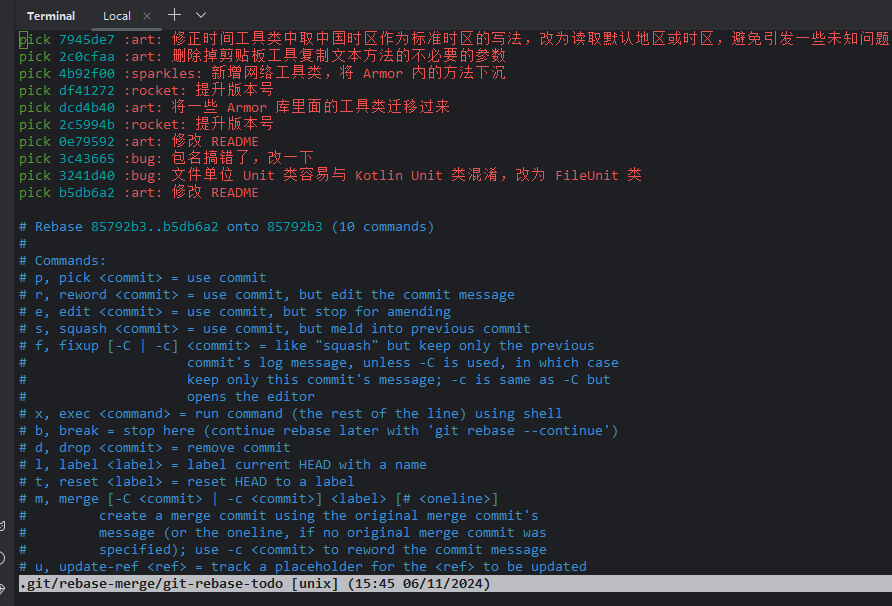 Terminal Local × +
pick 7945de7 :art: 修正时间工具类中取中国时区作为标准时区的写法，改为读取默认地区或时区，避免引发一些未知问题
pick 2c0cfaa :art: 删除掉剪贴板工具复制文本方法的不必要的参数
pick 4b92f00 :sparkles: 新增网络工具类，将 Armor 内的方法下沉
pick df41272 :rocket: 提升版本号
pick dcd4b40 :art: 将一些 Armor 库里面的工具类迁移过来
pick 2c5994b :rocket: 提升版本号
pick 0e79592 :art: 修改 README
pick 3c43665 :bug: 包名搞错了，改一下
pick 3241d40 :bug: 文件单位 Unit 类容易与 Kotlin Unit 类混淆，改为 FileUnit 类
pick b5db6a2 :art: 修改 README
# Rebase 85792b3..b5db6a2 onto 85792b3 (10 commands)
#
# Commands:
# p, pick <commit> = use commit
# r, reword <commit> = use commit, but edit the commit message
# e, edit <commit> = use commit, but stop for amending
# s, squash <commit> = use commit, but meld into previous commit
# f, fixup [-C | -c] <commit> = like "squash" but keep only the previous
# commit's log message, unless -C is used, in which case
# keep only this commit's message; -c is same as -C but
# opens the editor
# x, exec <command> = run command (the rest of the line) using shell
# b, break = stop here (continue rebase later with 'git rebase --continue')
# d, drop <commit> = remove commit
# l, label <label> = label current HEAD with a name
# t, reset <label> = reset HEAD to a label
# m, merge [-C <commit> | -c <commit>] <label> [# <oneline>]
# create a merge commit using the original merge commit's
# message (or the oneline, if no original merge commit was
# specified); use -c <commit> to reword the commit message
# u, update-ref <ref> = track a placeholder for the <ref> to be updated
.git/rebase-merge/git-rebase-todo [unix] (15:45 06/11/2024)